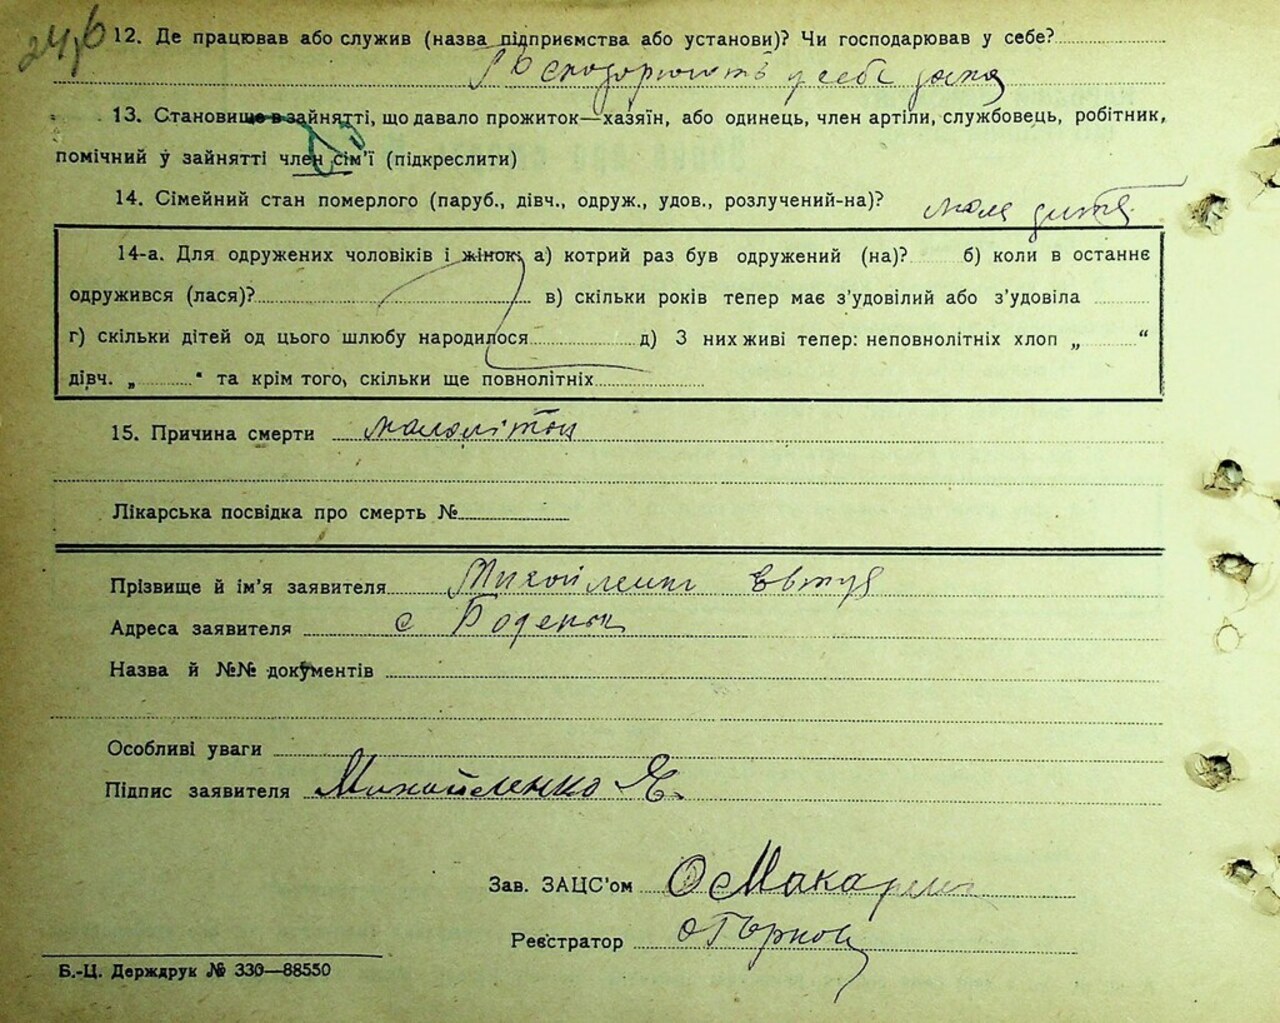 12. Де працював або служив (назва підприємства або установи)? Чи господарював у себе?
у себе дома
13. Становище в зайнятті, що давало прожиток—хазяїн, або одинець, член артіли, службовець, робітник,
помічний у зайнятті член сім'ї (підкреслити)
14. Сімейний стан померлого (паруб., дівч., одруж., удов., розлучений-на)? мале дитя
14-а. Для одружених чоловіків і жінок: а) котрий раз був одружений (на)? б) коли в останнє
одружився (лася)? в) скільки років тепер має з'удовілий або з'удовіла
г) скільки дітей од цього шлюбу народилося д) З них живі тепер: неповнолітніх хлоп „ “
дівч. „ “ та крім того, скільки ще повнолітніх
15. Причина смерти
Лікарська посвідка про смерть №
Прізвище й ім'я заявителя Михойленко
Адреса заявителя с
Назва й №№ документів
Особливі уваги
Підпис заявителя Михайленко Я.
Зав. ЗАЦС'ом
Реєстратор
Б.-Ц. Держдрук № 330—88550